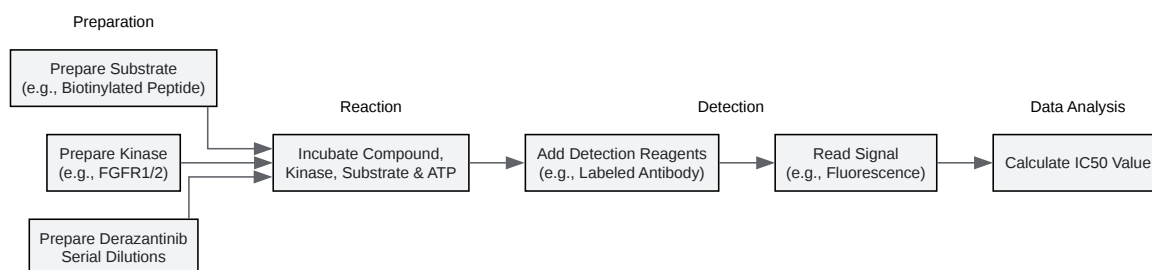 Preparation
Prepare Substrate
(e.g., Biotinylated Peptide)
Reaction
Detection
Data Analysis
Prepare Kinase
(e.g., FGFR1/2)
Incubate Compound,
Kinase, Substrate & ATP
Add Detection Reagents
(e.g., Labeled Antibody)
Read Signal
(e.g., Fluorescence)
Calculate IC50 Value
Prepare Derazantinib
Serial Dilutions